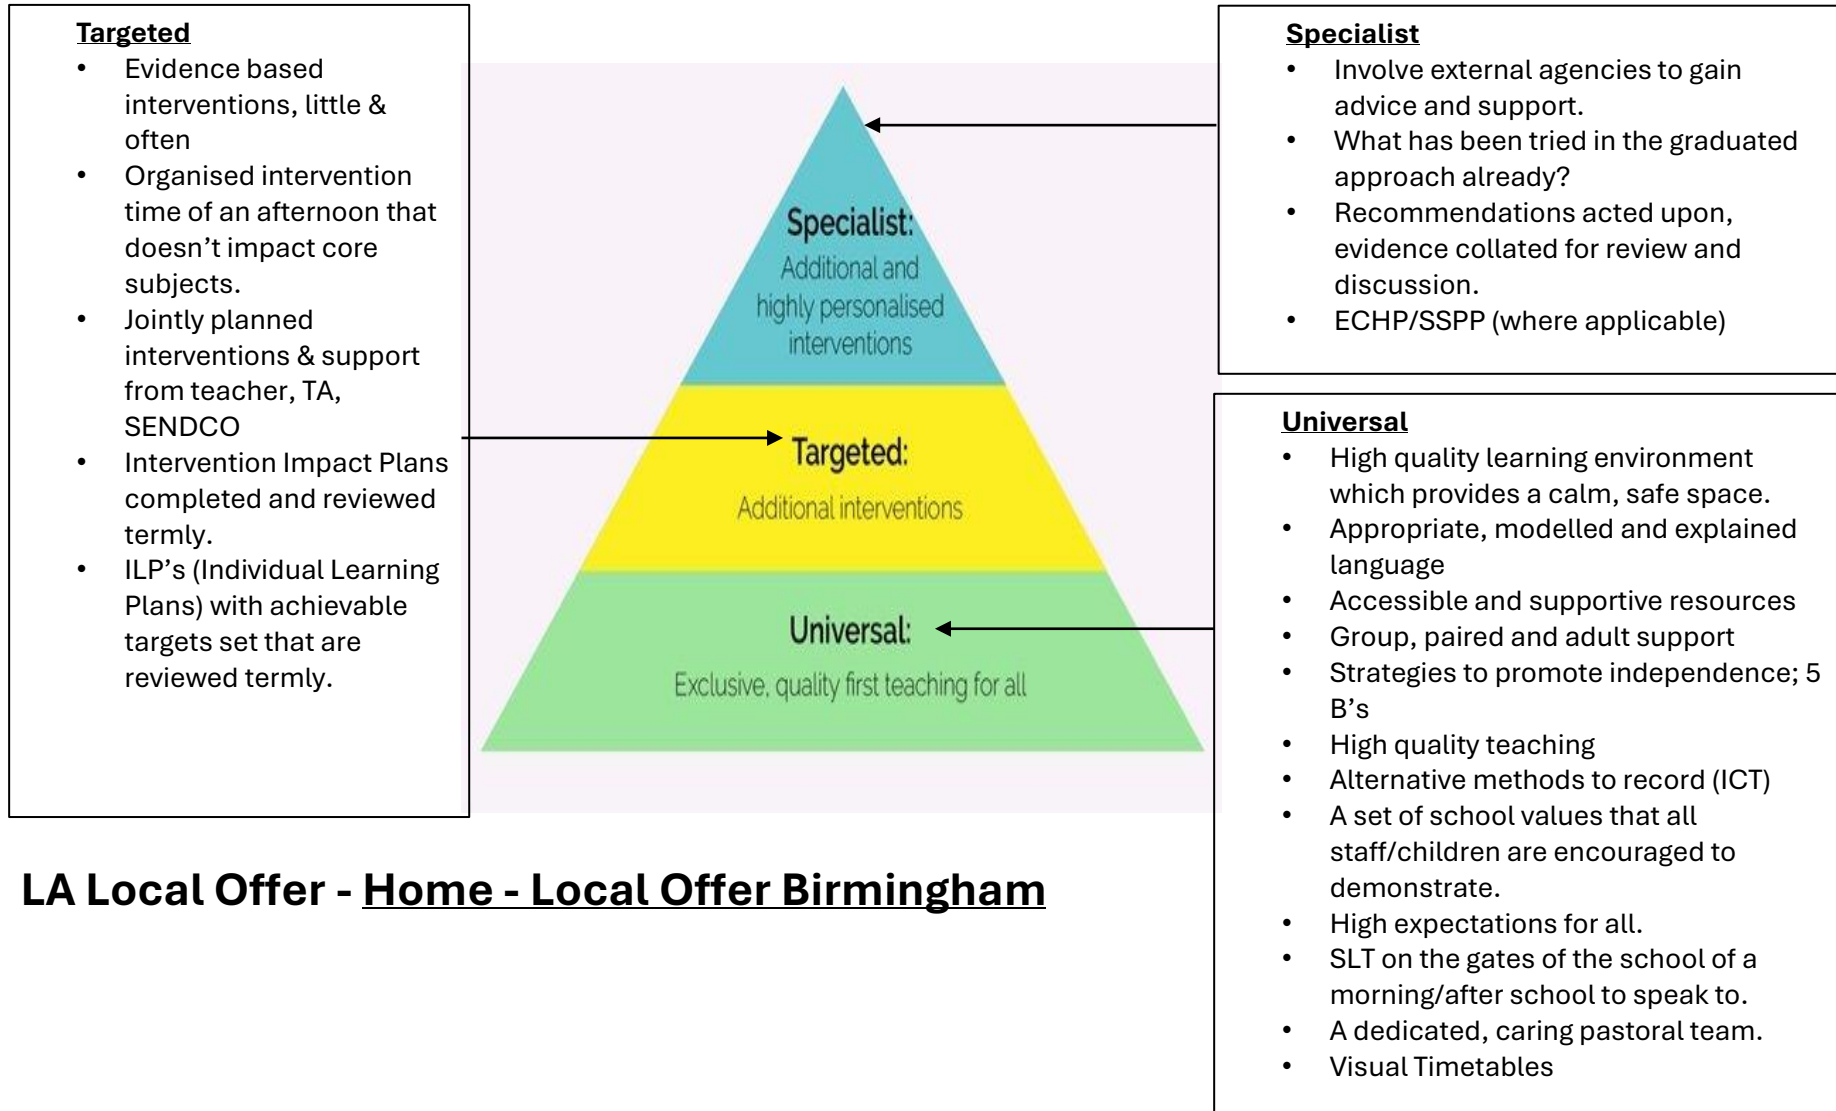 Targeted
• Evidence based
interventions, little &
often
• Organised intervention
time of an afternoon that
doesn’t impact core
subjects.
• Jointly planned
interventions & support
from teacher, TA,
SENDCO
• Intervention Impact Plans
completed and reviewed
termly.
• ILP’s (Individual Learning
Plans) with achievable
targets set that are
reviewed termly.
Specialist:
Additional and
highly personalised
interventions
Targeted:
Additional interventions
Universal:
Exclusive, quality first teaching for all
Specialist
• Involve external agencies to gain
advice and support.
• What has been tried in the graduated
approach already?
• Recommendations acted upon,
evidence collated for review and
discussion.
• ECHP/SSPP (where applicable)
Universal
• High quality learning environment
which provides a calm, safe space.
• Appropriate, modelled and explained
language
• Accessible and supportive resources
• Group, paired and adult support
• Strategies to promote independence; 5
B’s
• High quality teaching
• Alternative methods to record (ICT)
• A set of school values that all
staff/children are encouraged to
demonstrate.
• High expectations for all.
• SLT on the gates of the school of a
morning/after school to speak to.
• A dedicated, caring pastoral team.
• Visual Timetables
LA Local Offer - Home - Local Offer Birmingham